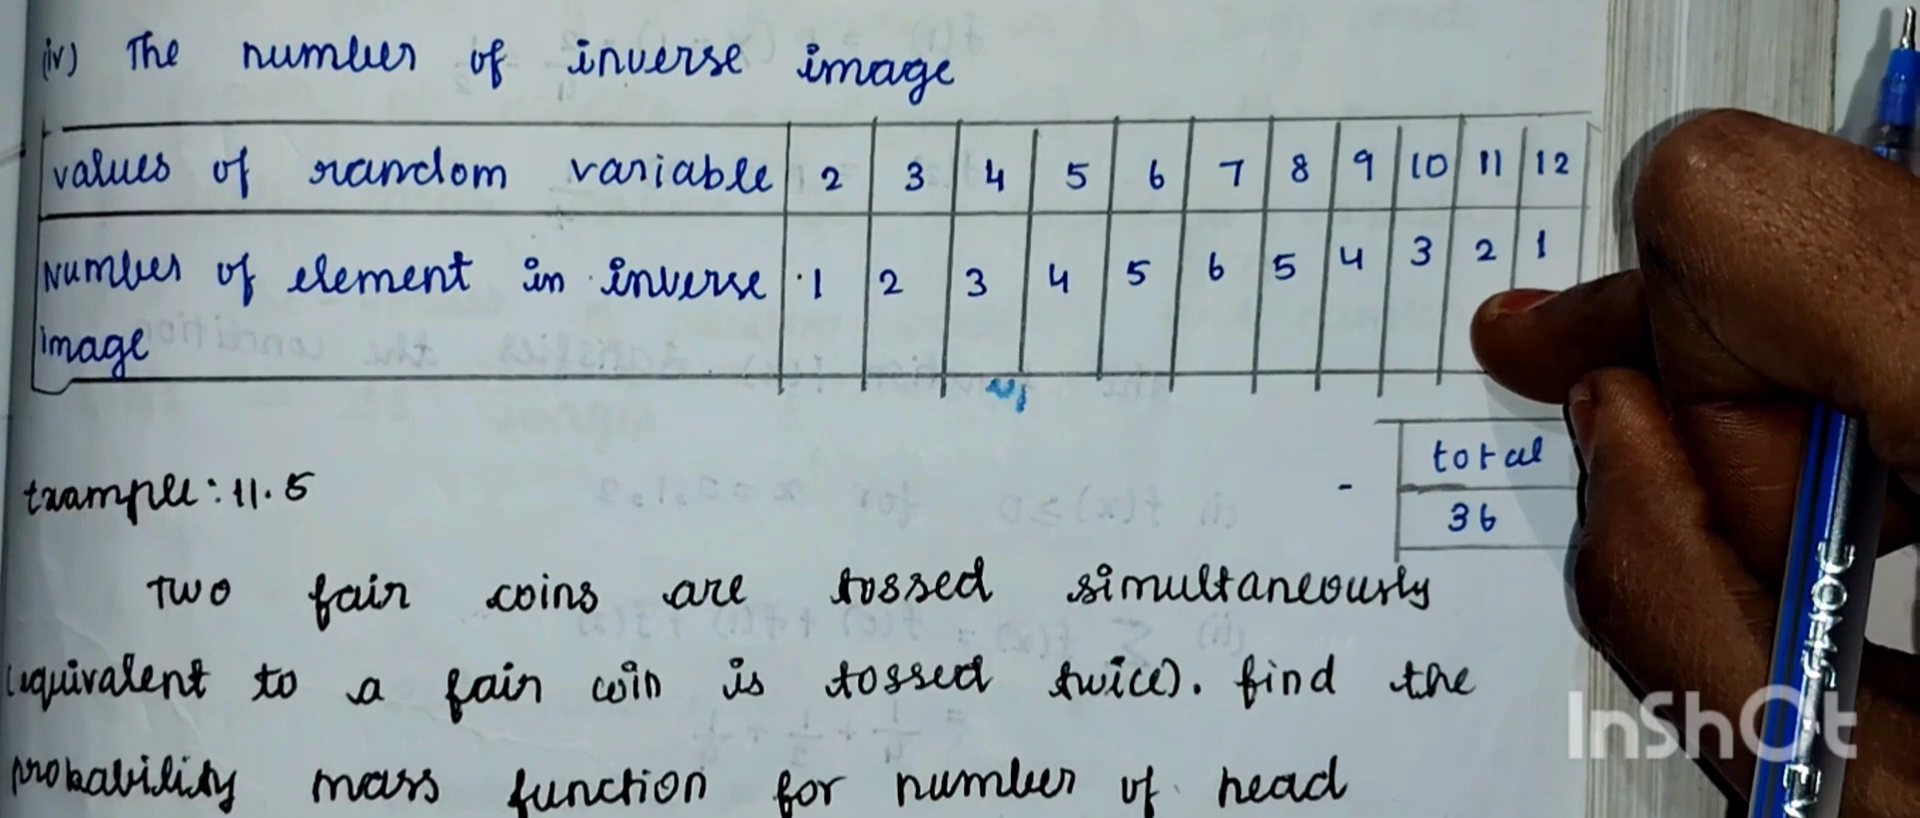 (iv) The number of inverse image
values of random variable 2 3 4 5 6 7 8 9 10 11 12
Number of element in inverse 1 2 3 4 5 6 5 4 3 2 1
image
total
Example: 11.5
36
Two fair coins are tossed simultaneously
(equivalent to a fair coin is tossed twice). find the
probability mass function for number of head
InShOt
DOMS